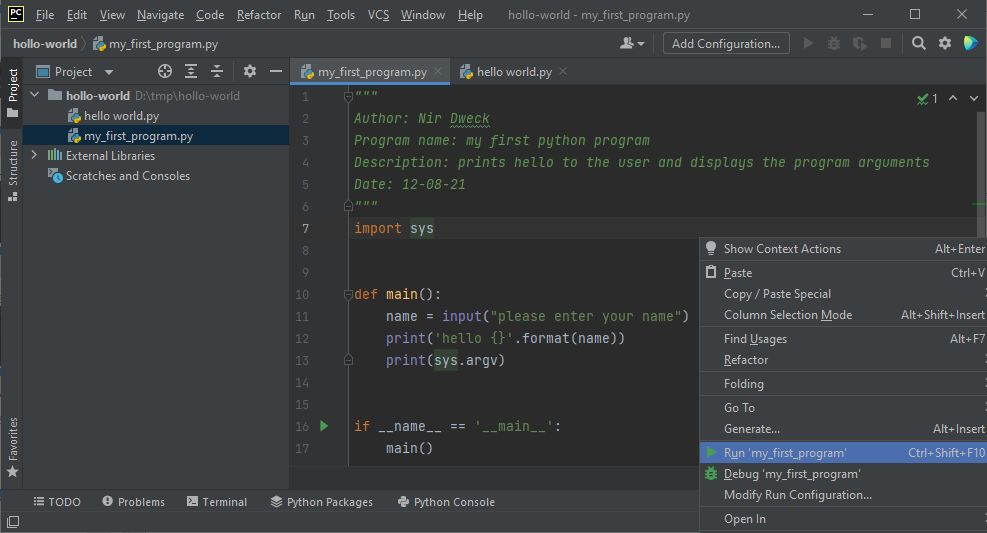 PC File Edit View Navigate Code Refactor Run Tools VCS Window Help hollo-world - my_first_program.py
hollo-world my_first_program.py Add Configuration...
Project
Project my_first_program.py hello world.py
hollo-world D:\tmp\hollo-world
hello world.py
my_first_program.py
External Libraries
Scratches and Consoles
Structure
Favorites
1 """
2 Author: Nir Dweck
3 Program name: my first python program
4 Description: prints hello to the user and displays the program arguments
5 Date: 12-08-21
6 """
7 import sys
8
9
10 def main():
11 name = input("please enter your name")
12 print('hello {}'.format(name))
13 print(sys.argv)
14
15
16 if __name__ == '__main__':
17 main()
1
Show Context Actions Alt+Enter
Paste Ctrl+V
Copy / Paste Special
Column Selection Mode Alt+Shift+Insert
Find Usages Alt+F7
Refactor
Folding
Go To
Generate... Alt+Insert
Run 'my_first_program' Ctrl+Shift+F10
Debug 'my_first_program'
Modify Run Configuration...
Open In
TODO Problems Terminal Python Packages Python Console